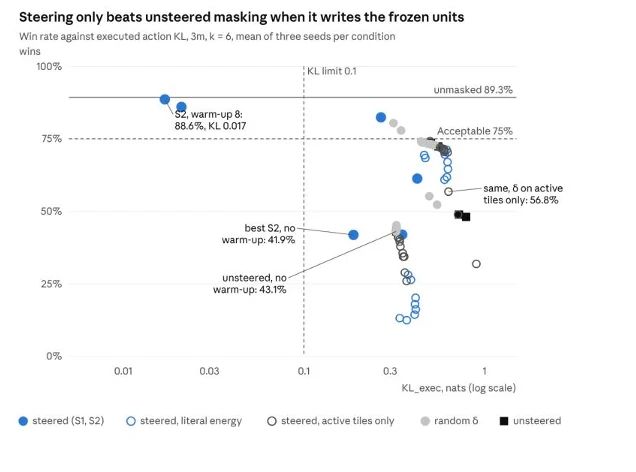 Steering only beats unsteered masking when it writes the frozen units
Win rate against executed action KL, 3m, k = 6, mean of three seeds per condition
wins
100%
KL limit 0.1
unmasked 89.3%
S2, warm-up 8:
88.6%, KL 0.017
Acceptable 75%
75%
same, δ on active
tiles only: 56.8%
50%
best S2, no
warm-up: 41.9%
unsteered, no
warm-up: 43.1%
25%
0%
0.01 0.03 0.1 0.3 1
KL_exec, nats (log scale)
steered (S1, S2) steered, literal energy steered, active tiles only random δ unsteered